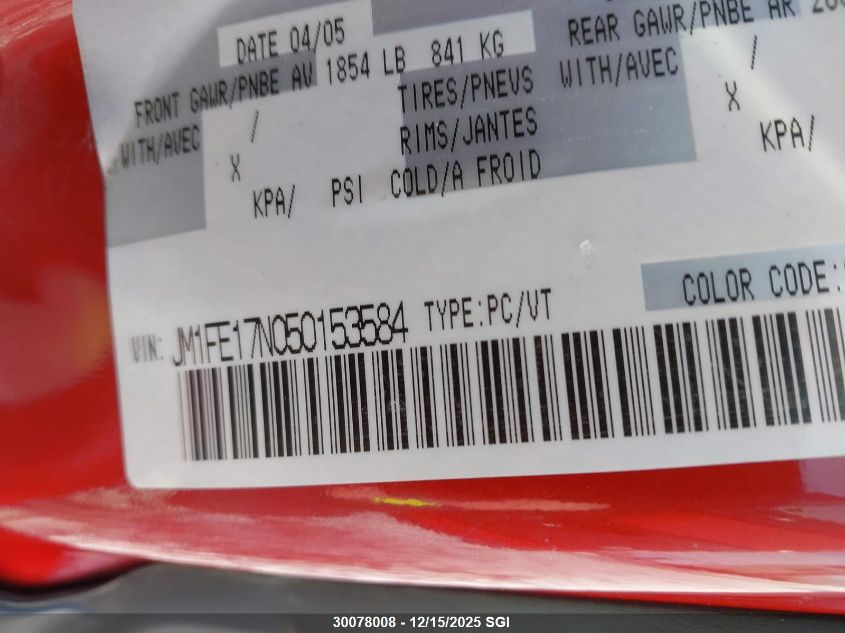 DATE 04/05
FRONT GAWR/PNBE AV 1854 LB 841 KG
WITH/AVEC / TIRES/PNEUS
X RIMS/JANTES
KPA/ PSI COLD/A FROID
REAR GAWR/PNBE AR
WITH/AVEC /
X
KPA/
VIN: JM1FE17N050153584 TYPE:PC/VT
COLOR CODE:
30078008 - 12/15/2025 SGI